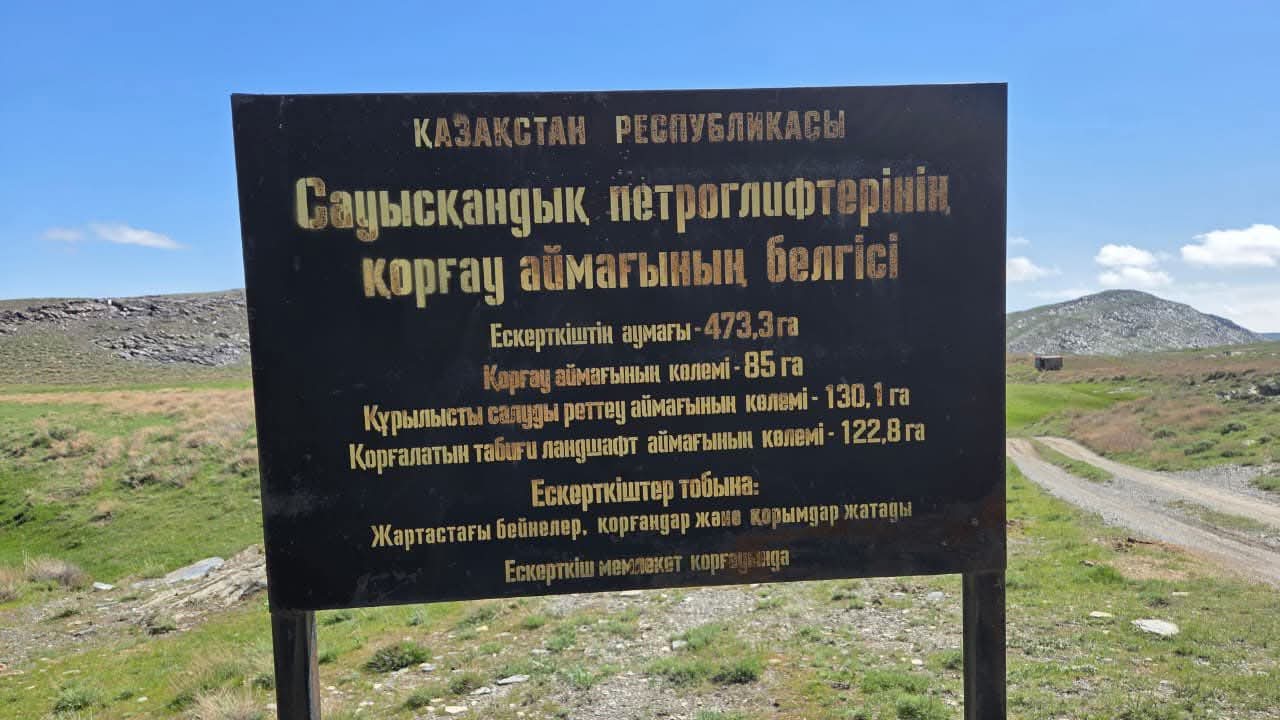 ҚАЗАҚСТАН РЕСПУБЛИКАСЫ
Сауысқандық петроглифтерінің
қорғау аймағының белгісі
Ескерткіштің аумағы - 473,3 га
Қорғау аймағының көлемі - 85 га
Құрылысты салуды реттеу аймағының көлемі - 130,1 га
Қорғалатын табиғи ландшафт аймағының көлемі - 122,8 га
Ескерткіштер тобына:
Жартастағы бейнелер, қорғандар және қорымдар жатады
Ескерткіш мемлекет қорғауында